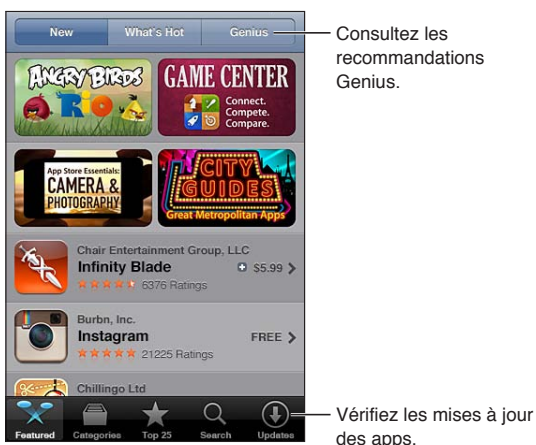 New What's Hot Genius
Consultez les
recommandations
Genius.
ANGRY BIRDS
Rio
GAME CENTER
Connect.
Compete.
Compare.
App Store Essentials:
CAMERA &
PHOTOGRAPHY
CITY
GUIDES
Great Metropolitan Apps
Chair Entertainment Group, LLC
Infinity Blade $5.99
6376 Ratings
Burbn, Inc.
Instagram FREE
21225 Ratings
Chillingo Ltd
Featured Categories Top 25 Search Updates
Vérifiez les mises à jour
des apps.